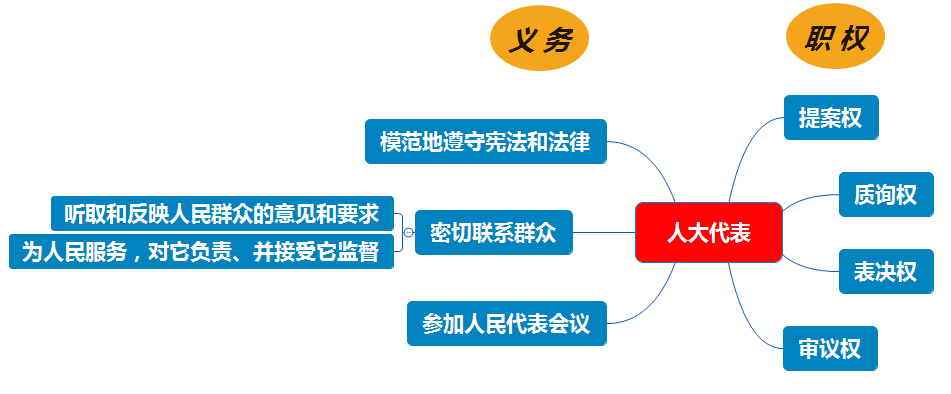 义务
职权
模范地遵守宪法和法律
听取和反映人民群众的意见和要求
为人民服务，对它负责、并接受它监督
密切联系群众
参加人民代表会议
人大代表
提案权
质询权
表决权
审议权